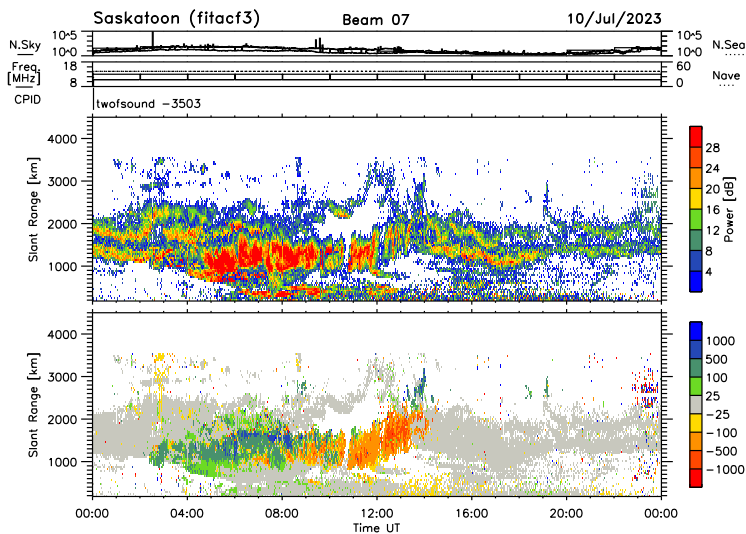 Saskatoon (fitacf3) Beam 07 10/Jul/2023
10+5 10+5
N.Sky 10+0 10+0 N.Sea
18 60
Freq.
[MHz] Nave
8 0
CPID twofsound -3503
4000
3000
2000
1000
Slant Range [km]
28
24
20
16
12
8
4
Power [dB]
4000
3000
2000
1000
Slant Range [km]
1000
500
100
25
-25
-100
-500
-1000
00:00 04:00 08:00 12:00 16:00 20:00 00:00
Time UT